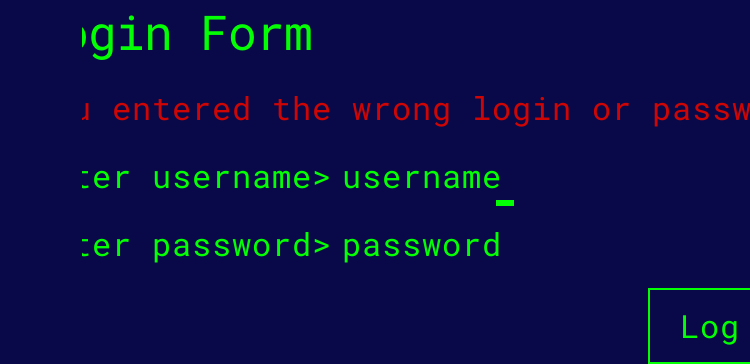 ogin Form
u entered the wrong login or passw
ter username> username
ter password> password
Log